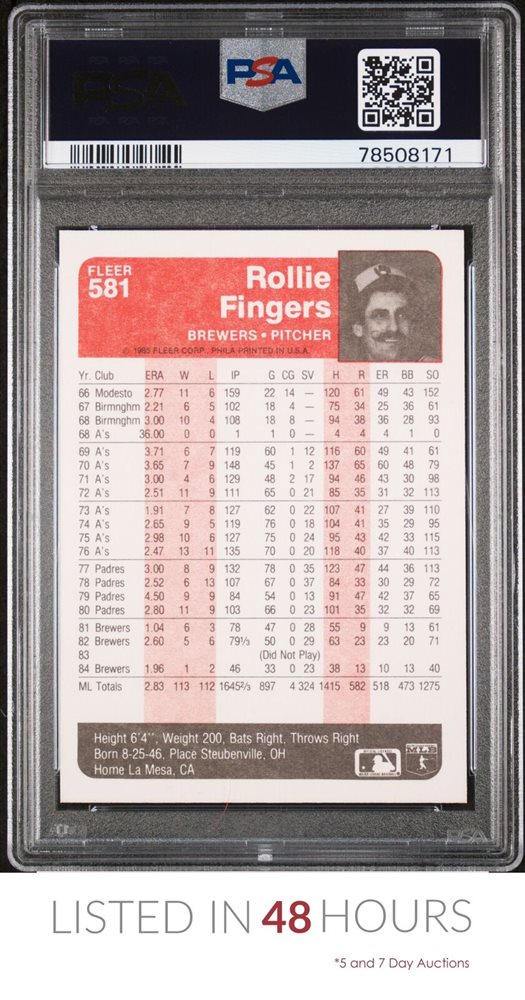 PSA
78508171
FLEER
581
Rollie
Fingers
BREWERS • PITCHER
© 1985 FLEER CORP., PHILA PRINTED IN U.S.A.
Yr. Club ERA W L IP G CG SV H R ER BB SO
66 Modesto 2.77 11 6 159 22 14 — 120 61 49 43 152
67 Birmnghm 2.21 6 5 102 18 4 — 75 34 25 36 61
68 Birmnghm 3.00 10 4 108 18 8 — 94 38 36 28 93
68 A's 36.00 0 0 1 1 0 — 4 4 4 1 0
69 A's 3.71 6 7 119 60 1 12 116 60 49 41 61
70 A's 3.65 7 9 148 45 1 2 137 65 60 48 79
71 A's 3.00 4 6 129 48 2 17 94 46 43 30 98
72 A's 2.51 11 9 111 65 0 21 85 35 31 32 113
73 A's 1.91 7 8 127 62 0 22 107 41 27 39 110
74 A's 2.65 9 5 119 76 0 18 104 41 35 29 95
75 A's 2.98 10 6 127 75 0 24 95 43 42 33 115
76 A's 2.47 13 11 135 70 0 20 118 40 37 40 113
77 Padres 3.00 8 9 132 78 0 35 123 47 44 36 113
78 Padres 2.52 6 13 107 67 0 37 84 33 30 29 72
79 Padres 4.50 9 9 84 54 0 13 91 47 42 37 65
80 Padres 2.80 11 9 103 66 0 23 101 35 32 32 69
81 Brewers 1.04 6 3 78 47 0 28 55 9 9 13 61
82 Brewers 2.60 5 6 79⅓ 50 0 29 63 23 23 20 71
83 (Did Not Play)
84 Brewers 1.96 1 2 46 33 0 23 38 13 10 13 40
ML Totals 2.83 113 112 1645⅔ 897 4 324 1415 582 518 473 1275
Height 6'4", Weight 200, Bats Right, Throws Right
Born 8-25-46, Place Steubenville, OH
Home La Mesa, CA
MLB
PSA
LISTED IN 48 HOURS
*5 and 7 Day Auctions